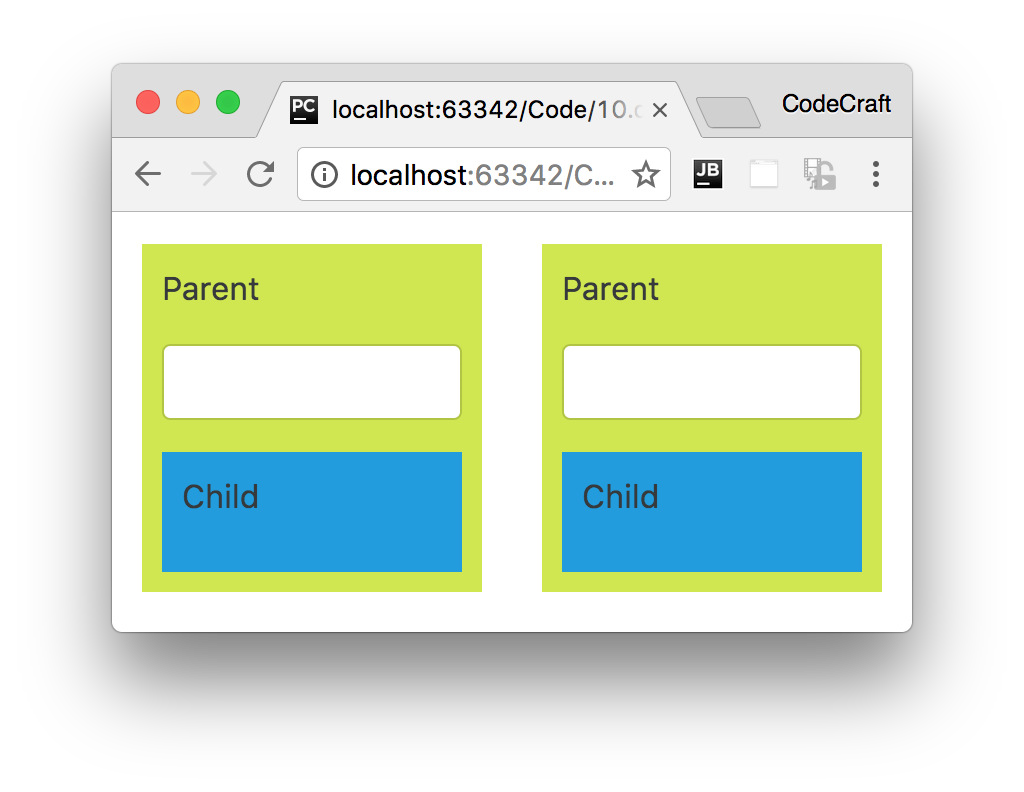 PC localhost:63342/Code/10. CodeCraft
localhost:63342/C... JB
Parent Parent
Child Child